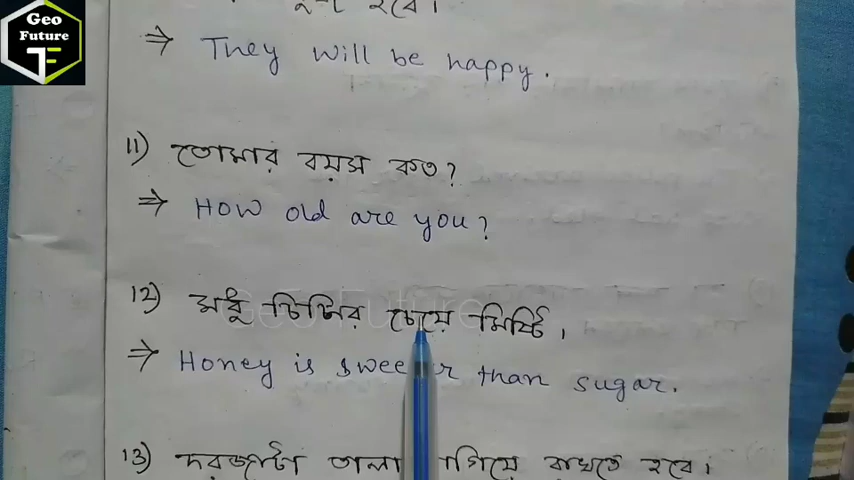 Geo
Future
হবে।
⇒ They will be happy.
11) তোমার বয়স কত?
⇒ How old are you?
12) মধু চিনির চেয়ে মিষ্টি।
⇒ Honey is than sugar.
13) দরজাটা তালা রাখতে হবে।